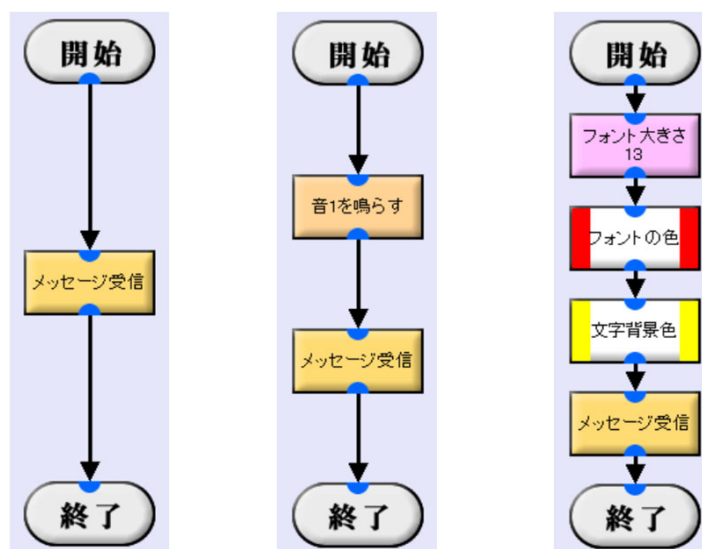 開始
メッセージ受信
終了
開始
音1を鳴らす
メッセージ受信
終了
開始
フォント大きさ
13
フォントの色
文字背景色
メッセージ受信
終了